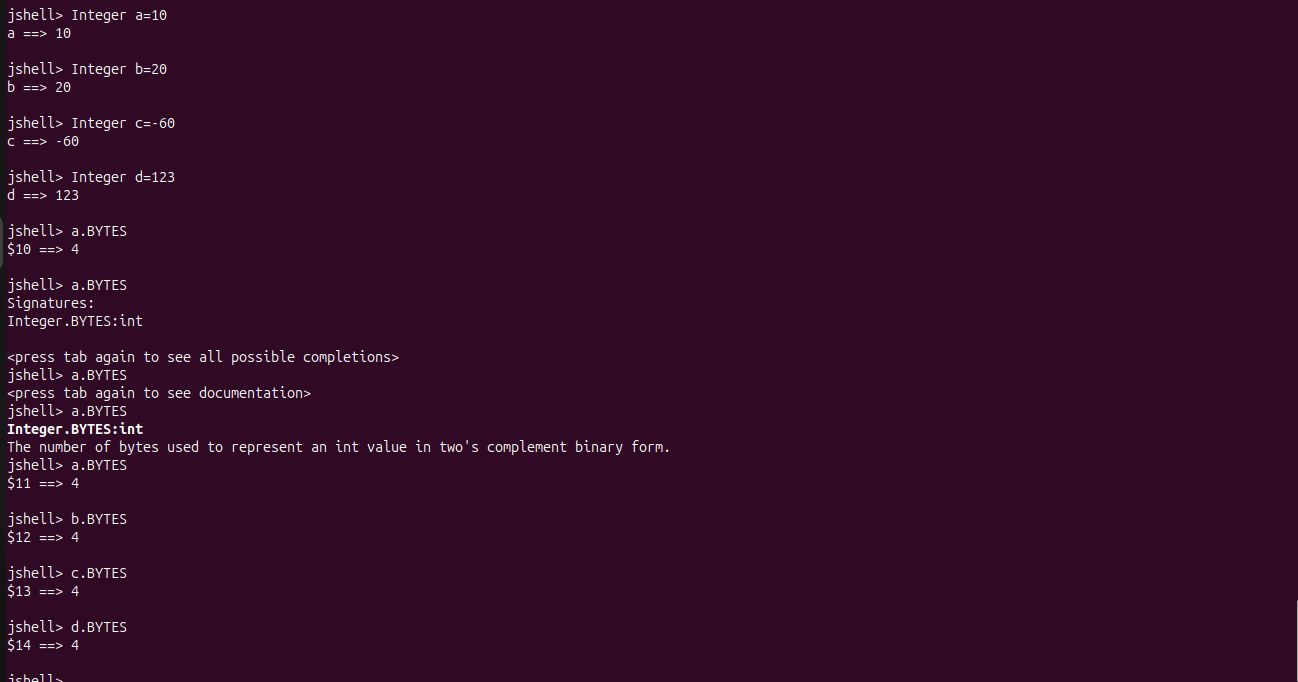 jshell> Integer a=10
a ==> 10
jshell> Integer b=20
b ==> 20
jshell> Integer c=-60
c ==> -60
jshell> Integer d=123
d ==> 123
jshell> a.BYTES
$10 ==> 4
jshell> a.BYTES
Signatures:
Integer.BYTES:int
<press tab again to see all possible completions>
jshell> a.BYTES
<press tab again to see documentation>
jshell> a.BYTES
Integer.BYTES:int
The number of bytes used to represent an int value in two's complement binary form.
jshell> a.BYTES
$11 ==> 4
jshell> b.BYTES
$12 ==> 4
jshell> c.BYTES
$13 ==> 4
jshell> d.BYTES
$14 ==> 4
jshell>